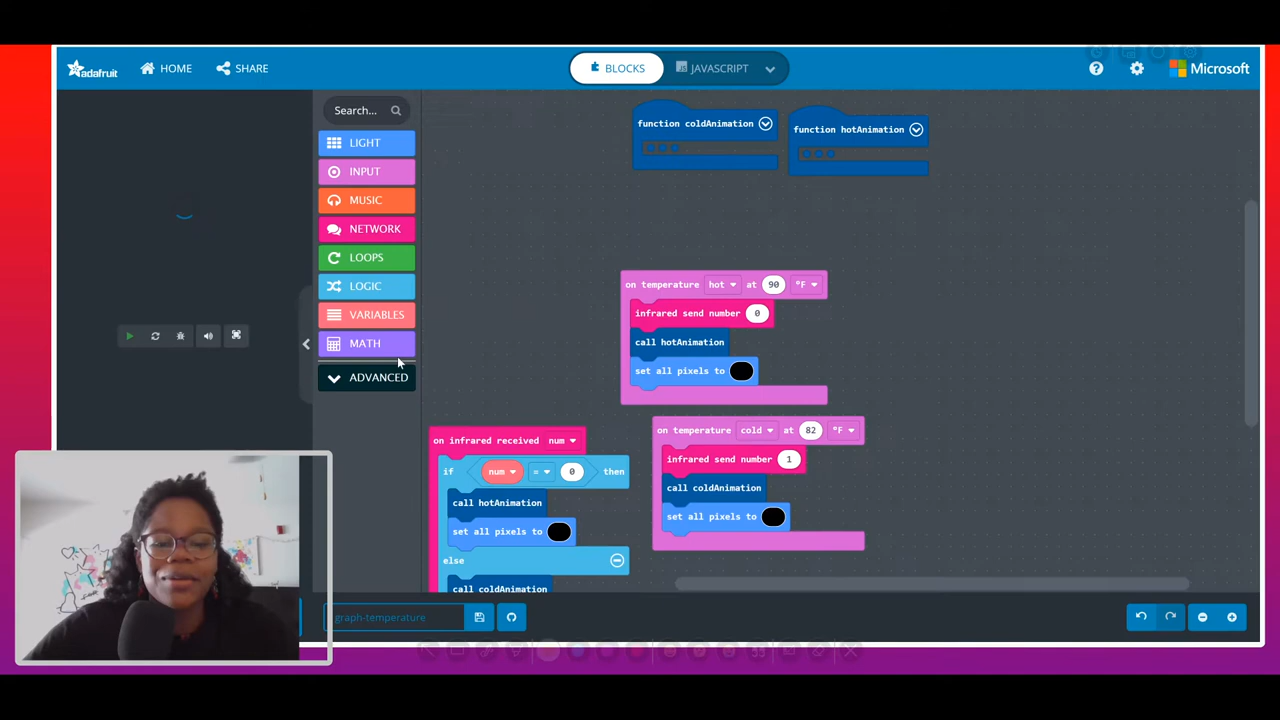 adafruit HOME SHARE BLOCKS JAVASCRIPT Microsoft
Search...
LIGHT
INPUT
MUSIC
NETWORK
LOOPS
LOGIC
VARIABLES
MATH
ADVANCED
function coldAnimation
function hotAnimation
on temperature hot at 90 °F
infrared send number 0
call hotAnimation
set all pixels to
on temperature cold at 82 °F
infrared send number 1
call coldAnimation
set all pixels to
on infrared received num
if num = 0 then
call hotAnimation
set all pixels to
else
call coldAnimation
graph-temperature